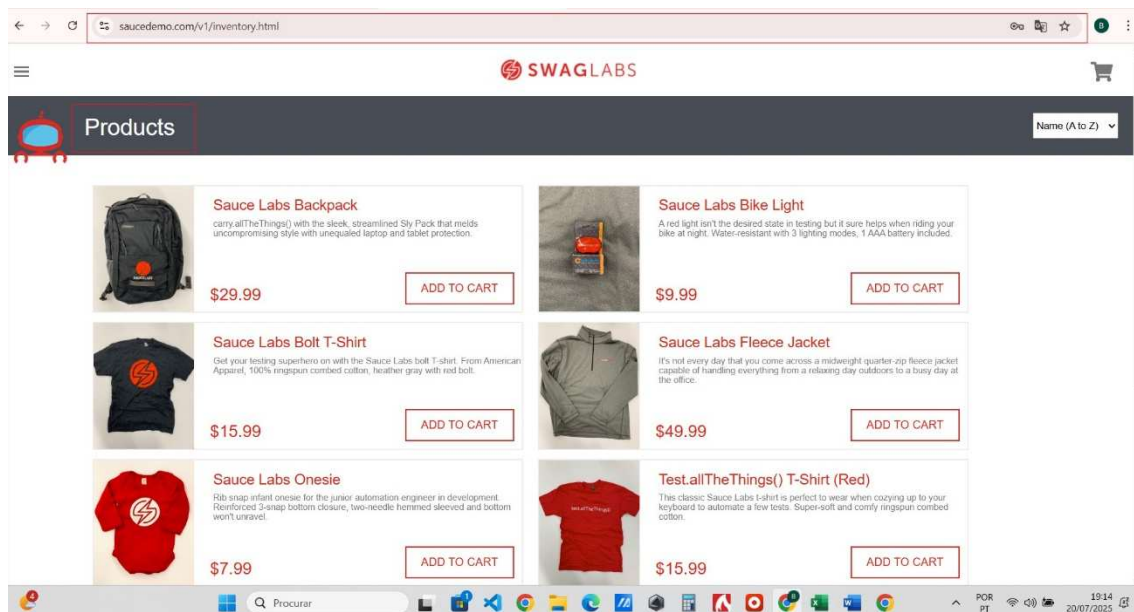 saucedemo.com/v1/inventory.html
B
SWAGLABS
Products
Name (A to Z)
Sauce Labs Backpack
carry.allTheThings() with the sleek, streamlined Sly Pack that melds
uncompromising style with unequaled laptop and tablet protection.
$29.99
ADD TO CART
Sauce Labs Bike Light
A red light isn't the desired state in testing but it sure helps when riding your
bike at night. Water-resistant with 3 lighting modes, 1 AAA battery included.
$9.99
ADD TO CART
Sauce Labs Bolt T-Shirt
Get your testing superhero on with the Sauce Labs bolt T-shirt. From American
Apparel, 100% ringspun combed cotton, heather gray with red bolt.
$15.99
ADD TO CART
Sauce Labs Fleece Jacket
It's not every day that you come across a midweight quarter-zip fleece jacket
capable of handling everything from a relaxing day outdoors to a busy day at
the office.
$49.99
ADD TO CART
Sauce Labs Onesie
Rib snap infant onesie for the junior automation engineer in development.
Reinforced 3-snap bottom closure, two-needle hemmed sleeved and bottom
won't unravel.
$7.99
ADD TO CART
Test.allTheThings() T-Shirt (Red)
This classic Sauce Labs t-shirt is perfect to wear when cozying up to your
keyboard to automate a few tests. Super-soft and comfy ringspun combed
cotton.
$15.99
ADD TO CART
4
Procurar
POR
PT
19:14
20/07/2025